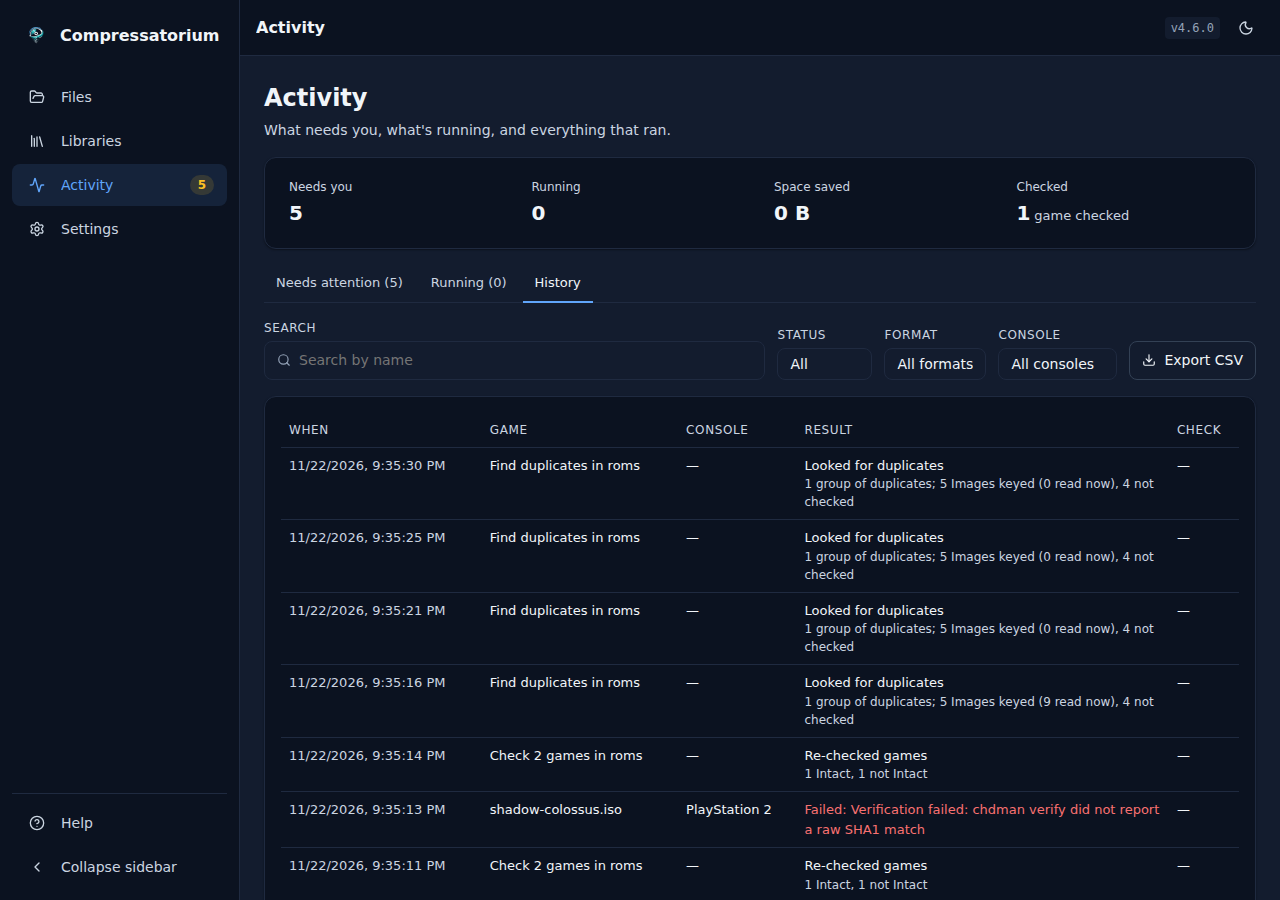 Compressatorium
Files
Libraries
Activity 5
Settings
Help
Collapse sidebar
Activity
v4.6.0
Activity
What needs you, what's running, and everything that ran.
Needs you
5
Running
0
Space saved
0 B
Checked
1 game checked
Needs attention (5) Running (0) History
SEARCH
Search by name
STATUS
All
FORMAT
All formats
CONSOLE
All consoles
Export CSV
WHEN GAME CONSOLE RESULT CHECK
11/22/2026, 9:35:30 PM Find duplicates in roms — Looked for duplicates —
1 group of duplicates; 5 Images keyed (0 read now), 4 not
checked
11/22/2026, 9:35:25 PM Find duplicates in roms — Looked for duplicates —
1 group of duplicates; 5 Images keyed (0 read now), 4 not
checked
11/22/2026, 9:35:21 PM Find duplicates in roms — Looked for duplicates —
1 group of duplicates; 5 Images keyed (0 read now), 4 not
checked
11/22/2026, 9:35:16 PM Find duplicates in roms — Looked for duplicates —
1 group of duplicates; 5 Images keyed (9 read now), 4 not
checked
11/22/2026, 9:35:14 PM Check 2 games in roms — Re-checked games —
1 Intact, 1 not Intact
11/22/2026, 9:35:13 PM shadow-colossus.iso PlayStation 2 Failed: Verification failed: chdman verify did not report —
a raw SHA1 match
11/22/2026, 9:35:11 PM Check 2 games in roms — Re-checked games —
1 Intact, 1 not Intact